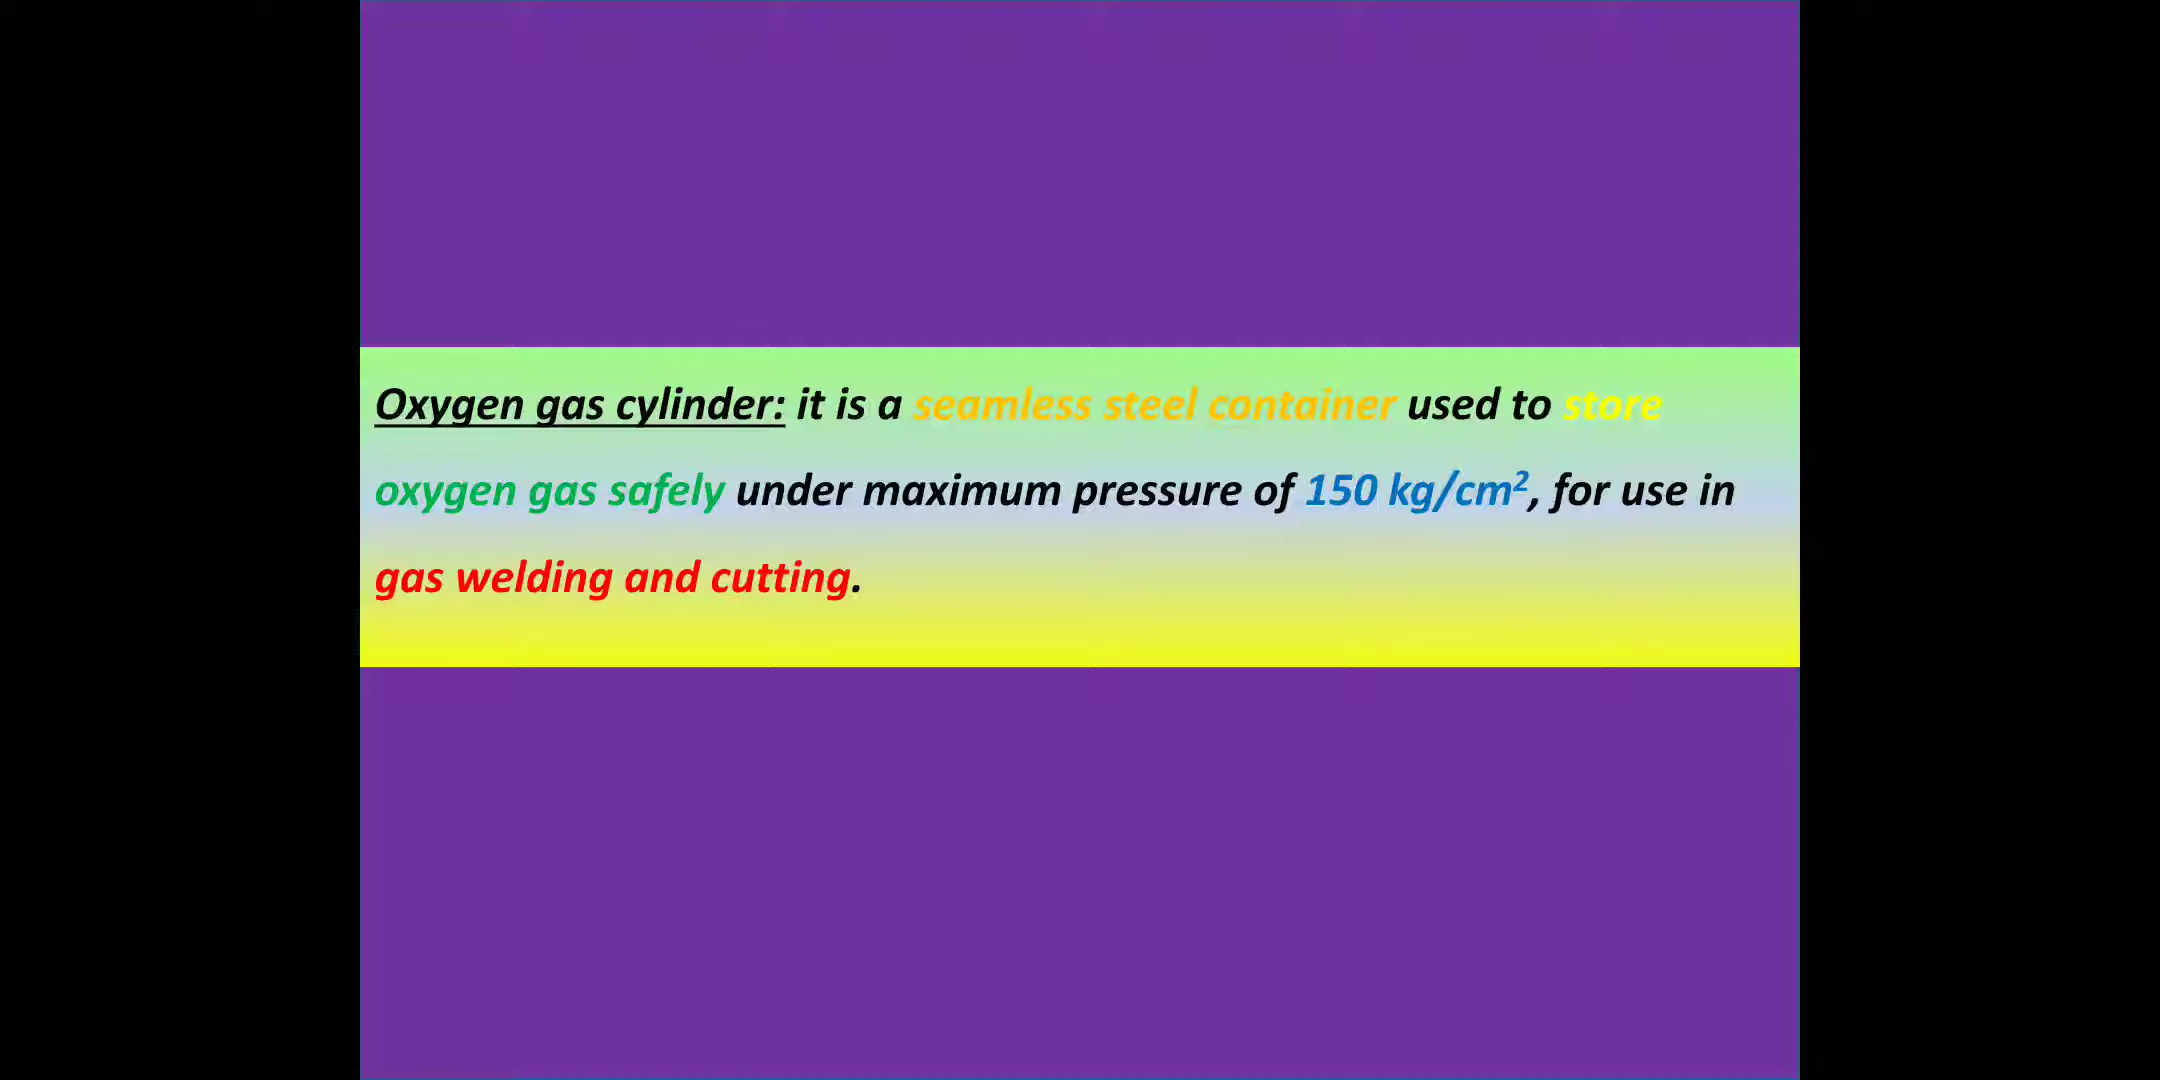 Oxygen gas cylinder: it is a seamless steel container used to store
oxygen gas safely under maximum pressure of 150 kg/cm², for use in
gas welding and cutting.